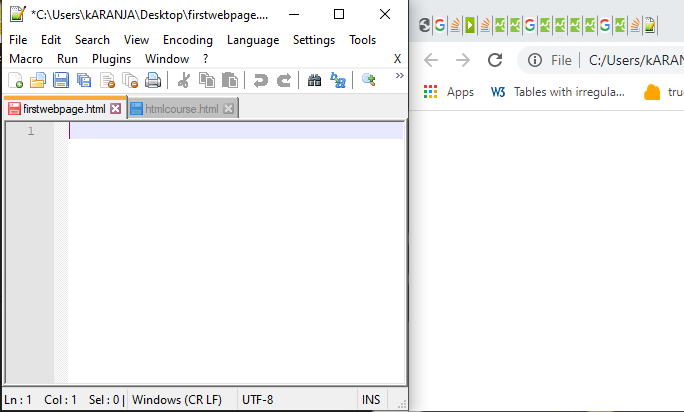 *C:\Users\kARANJA\Desktop\firstwebpage....
File Edit Search View Encoding Language Settings Tools
Macro Run Plugins Window ? X
»
firstwebpage.html htmlcourse.html
1
Ln : 1 Col : 1 Sel : 0 | Windows (CR LF) UTF-8 INS
File C:/Users/kARAN
Apps W3 Tables with irregula... tru